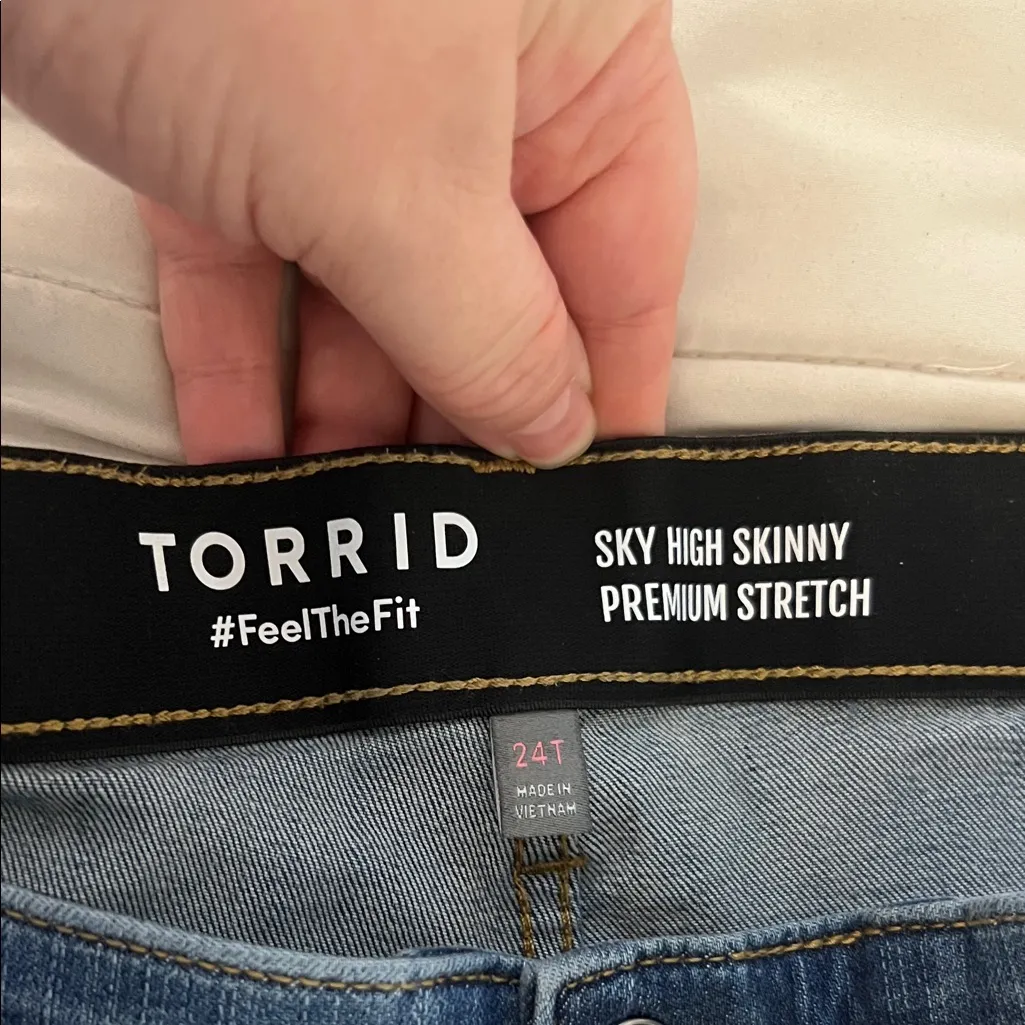 TORRID
#FeelTheFit
SKY HIGH SKINNY
PREMIUM STRETCH
24T
MADE IN
VIETNAM